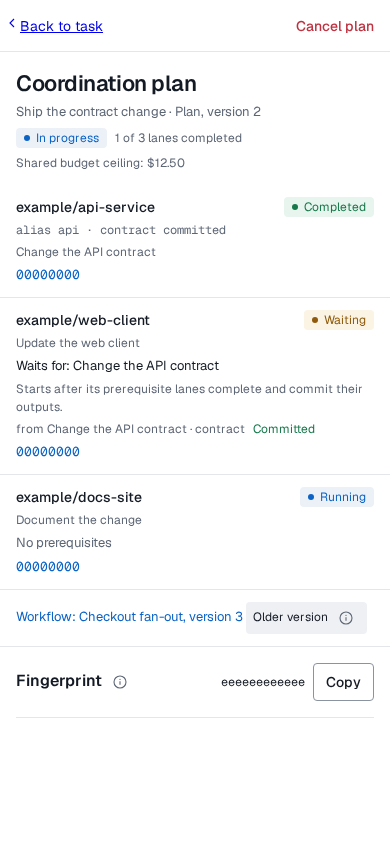 Back to task
Cancel plan
Coordination plan
Ship the contract change · Plan, version 2
In progress
1 of 3 lanes completed
Shared budget ceiling: $12.50
example/api-service
Completed
alias api · contract committed
Change the API contract
00000000
example/web-client
Waiting
Update the web client
Waits for: Change the API contract
Starts after its prerequisite lanes complete and commit their
outputs.
from Change the API contract · contract Committed
00000000
example/docs-site
Running
Document the change
No prerequisites
00000000
Workflow: Checkout fan-out, version 3
Older version
Fingerprint
eeeeeeeeeeee
Copy